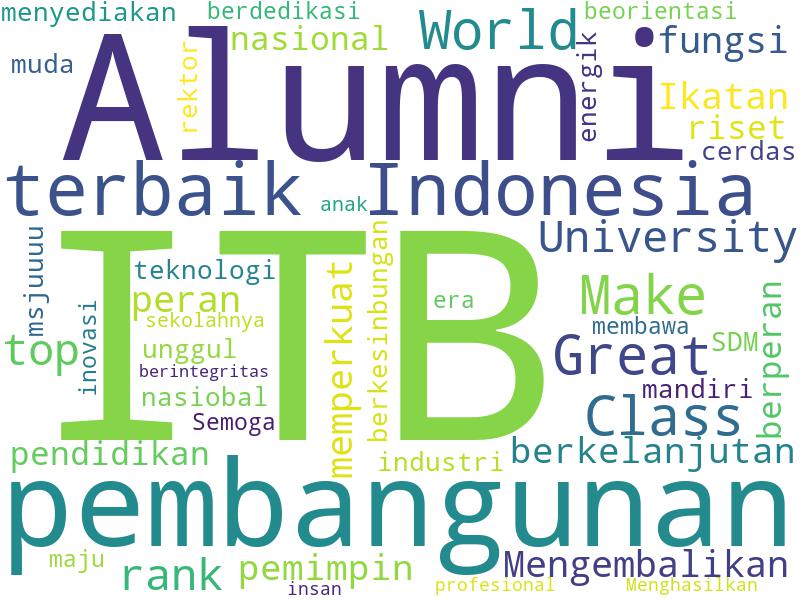 menyediakan
berdedikasi
beorientasi
World
nasional
fungsi
muda
Alumni
rektor
energik
Ikatan
riset
cerdas
terbaik
anak
Indonesia
University
msjuuuu
ITB
teknologi
peran
sekolahnya
unggul
berintegritas
nasiobal
Semoga
inovasi
top
memperkuat
berkesinbungan
era
Make
membawa
SDM
Great
mandiri
Class
berperan
pendidikan
industri
berkelanjutan
pembangunan
maju
rank
pemimpin
insan
Mengembalikan
profesional
Menghasilkan